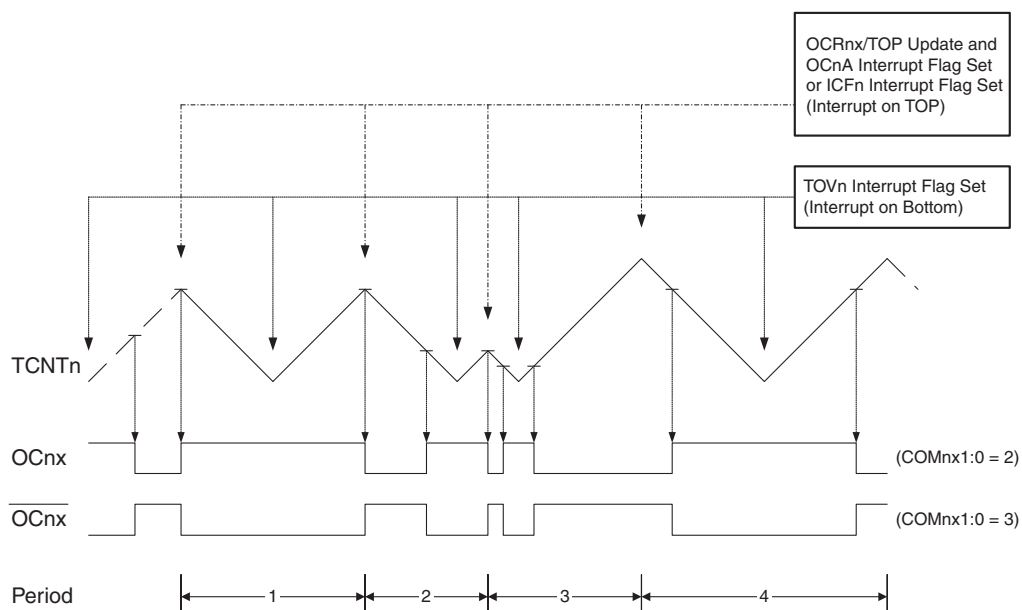 OCRnx/TOP Update and
OCnA Interrupt Flag Set
or ICFn Interrupt Flag Set
(Interrupt on TOP)
TOVn Interrupt Flag Set
(Interrupt on Bottom)
TCNTn
OCnx
(COMnx1:0 = 2)
OCnx
(COMnx1:0 = 3)
Period
1
2
3
4